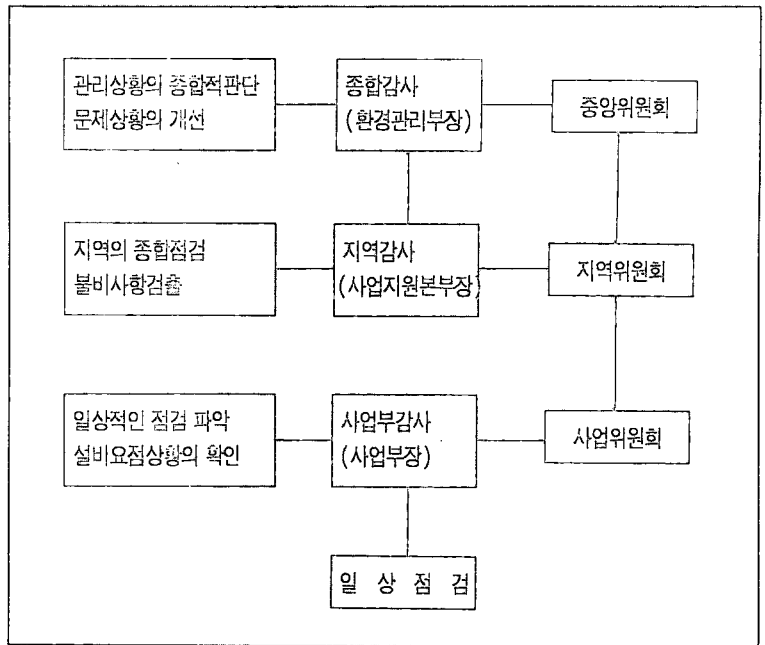 관리상황의 종합적판단
문제상황의 개선
종합감사
(환경관리부장)
중앙위원회
지역의 종합점검
불비사항검출
지역감사
(사업지원본부장)
지역위원회
일상적인 점검 파악
설비요점상황의 확인
사업부감사
(사업부장)
사업위원회
일 상 점 검